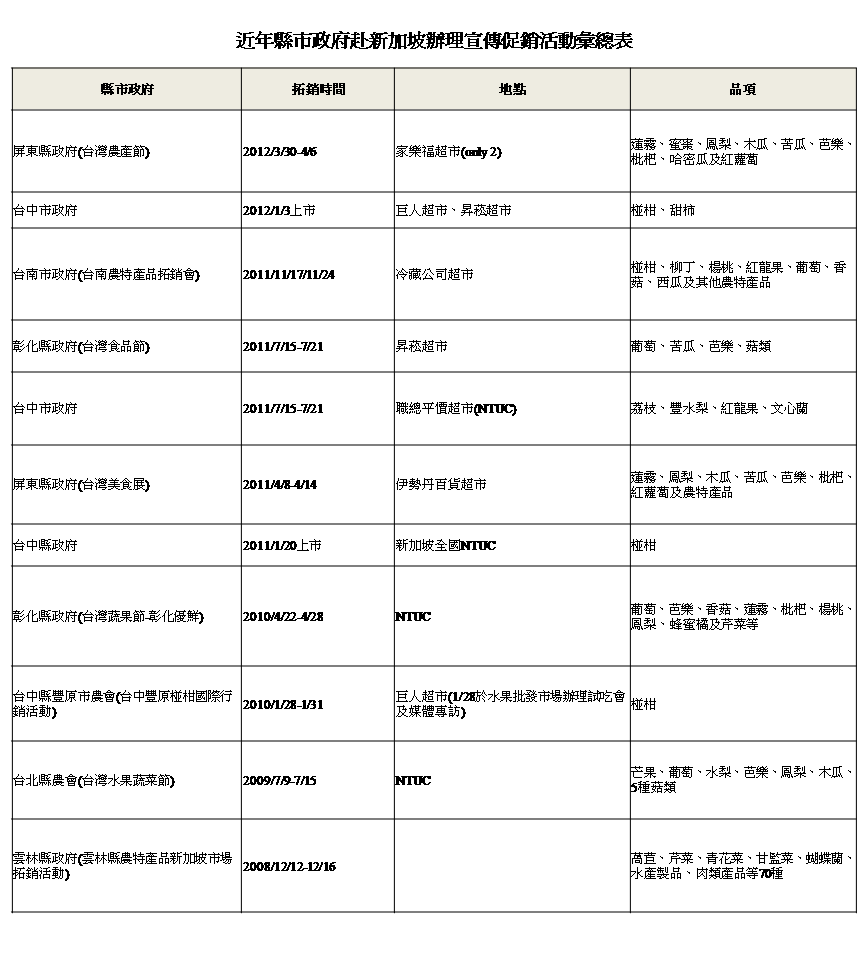 近年縣市政府赴新加坡辦理宣傳促銷活動彙總表
縣市政府 拓銷時間 地點 品項
屏東縣政府(台灣農產節) 2012/3/30-4/6 家樂福超市(only 2) 蓮霧、蜜棗、鳳梨、木瓜、苦瓜、芭樂、
枇杷、哈密瓜及紅蘿蔔
台中市政府 2012/1/3上市 巨人超市、昇菘超市 椪柑、甜柿
台南市政府(台南農特產品拓銷會) 2011/11/17/11/24 冷藏公司超市 椪柑、柳丁、楊桃、紅龍果、葡萄、香
菇、西瓜及其他農特產品
彰化縣政府(台灣食品節) 2011/7/15-7/21 昇菘超市 葡萄、苦瓜、芭樂、菇類
台中市政府 2011/7/15-7/21 職總平價超市(NTUC) 荔枝、豐水梨、紅龍果、文心蘭
屏東縣政府(台灣美食展) 2011/4/8-4/14 伊勢丹百貨超市 蓮霧、鳳梨、木瓜、苦瓜、芭樂、枇杷、
紅蘿蔔及農特產品
台中縣政府 2011/1/20上市 新加坡全國NTUC 椪柑
彰化縣政府(台灣蔬果節-彰化優鮮) 2010/4/22-4/28 NTUC 葡萄、芭樂、香菇、蓮霧、枇杷、楊桃、
鳳梨、蜂蜜橘及芹菜等
台中縣豐原市農會(台中豐原椪柑國際行
銷活動) 2010/1/28-1/31 巨人超市(1/28於水果批發市場辦理試吃會
及媒體專訪) 椪柑
台北縣農會(台灣水果蔬菜節) 2009/7/9-7/15 NTUC 芒果、葡萄、水梨、芭樂、鳳梨、木瓜、
5種菇類
雲林縣政府(雲林縣農特產品新加坡市場
拓銷活動) 2008/12/12-12/16 萵苣、芹菜、青花菜、甘藍菜、蝴蝶蘭、
水產製品、肉類產品等70種